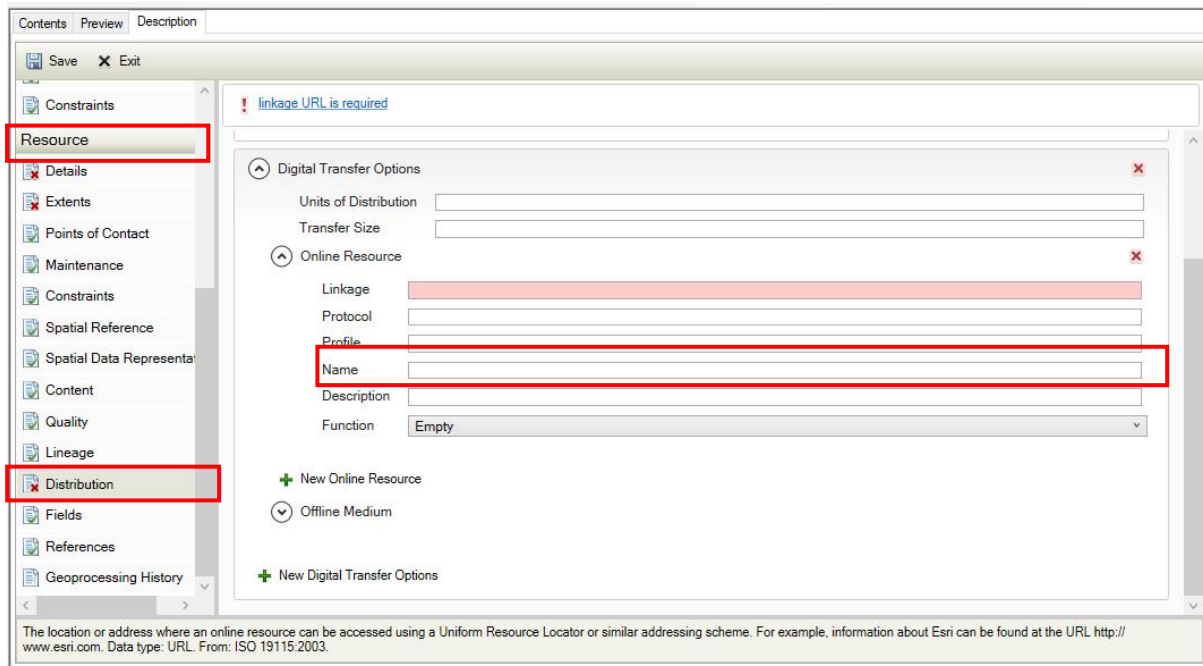 Contents Preview Description
Save Exit
Constraints
Resource
Details
Extents
Points of Contact
Maintenance
Constraints
Spatial Reference
Spatial Data Representat
Content
Quality
Lineage
Distribution
Fields
References
Geoprocessing History
linkage URL is required
Digital Transfer Options
Units of Distribution
Transfer Size
Online Resource
Linkage
Protocol
Profile
Name
Description
Function Empty
New Online Resource
Offline Medium
New Digital Transfer Options
The location or address where an online resource can be accessed using a Uniform Resource Locator or similar addressing scheme. For example, information about Esri can be found at the URL http://
www.esri.com. Data type: URL. From: ISO 19115:2003.